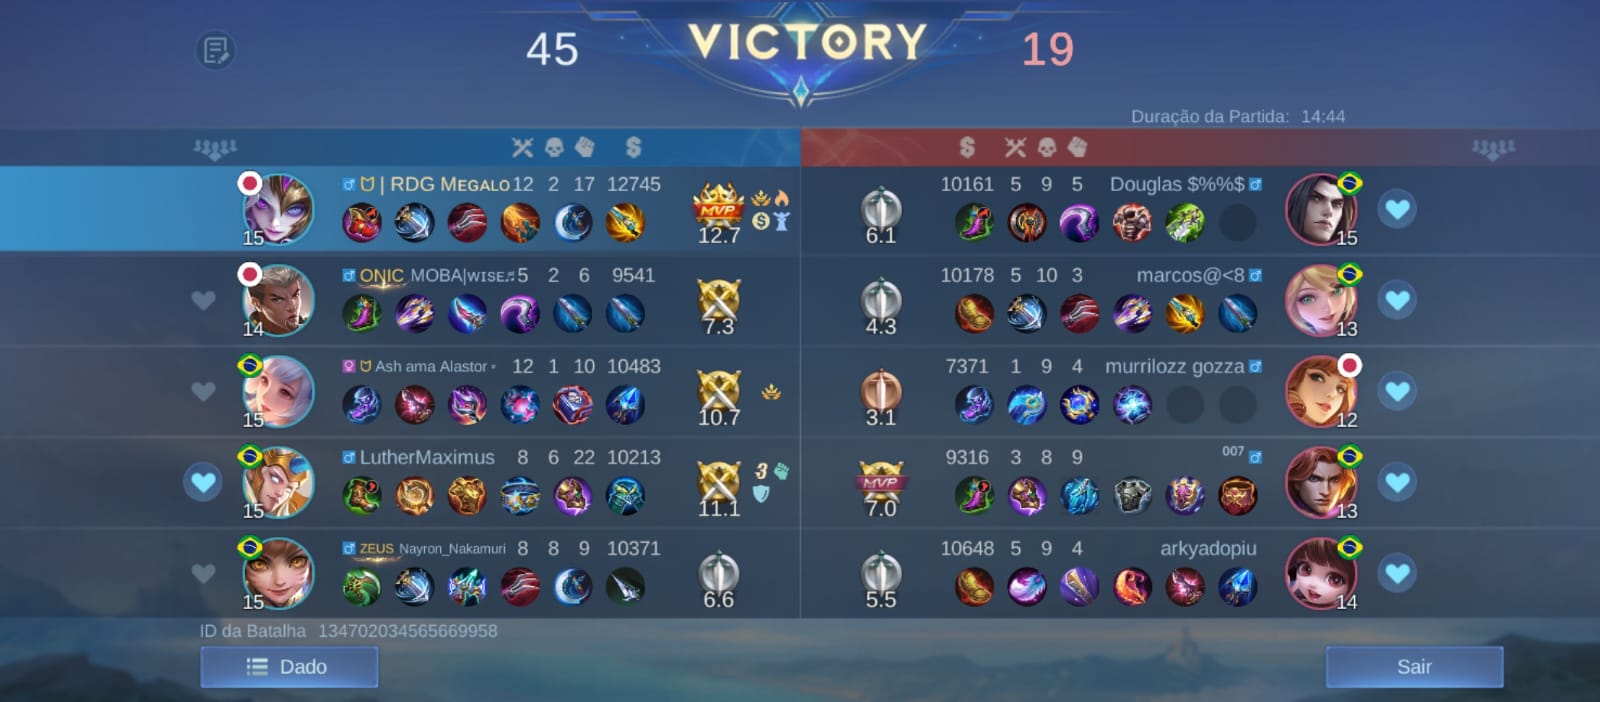 45 VICTORY 19
Duração da Partida: 14:44
| RDG MEGALO 12 2 17 12745
15 MVP 12.7
6.1 10161 5 9 5 Douglas $%%$
15
ONIC MOBA|WISE♬ 5 2 6 9541
14 7.3
4.3 10178 5 10 3 marcos@<8
13
Ash ama Alastor 12 1 10 10483
15 10.7
3.1 7371 1 9 4 murrilozz gozza
12
LutherMaximus 8 6 22 10213
15 11.1 3
MVP 7.0 9316 3 8 9 007
13
ZEUS Nayron_Nakamuri 8 8 9 10371
15 6.6
5.5 10648 5 9 4 arkyadopiu
14
ID da Batalha 134702034565669958
Dado
Sair